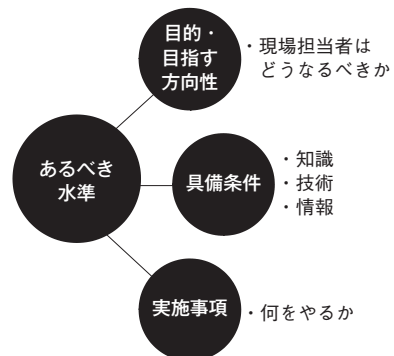 目的・
目指す
方向性
・現場担当者は
どうなるべきか
あるべき
水準
具備条件
・知識
・技術
・情報
実施事項
・何をやるか